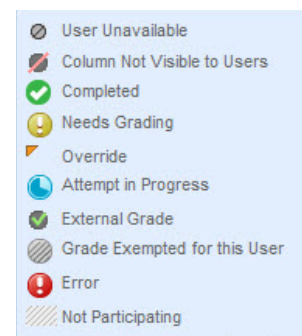 User Unavailable
Column Not Visible to Users
Completed
Needs Grading
Override
Attempt in Progress
External Grade
Grade Exempted for this User
Error
Not Participating